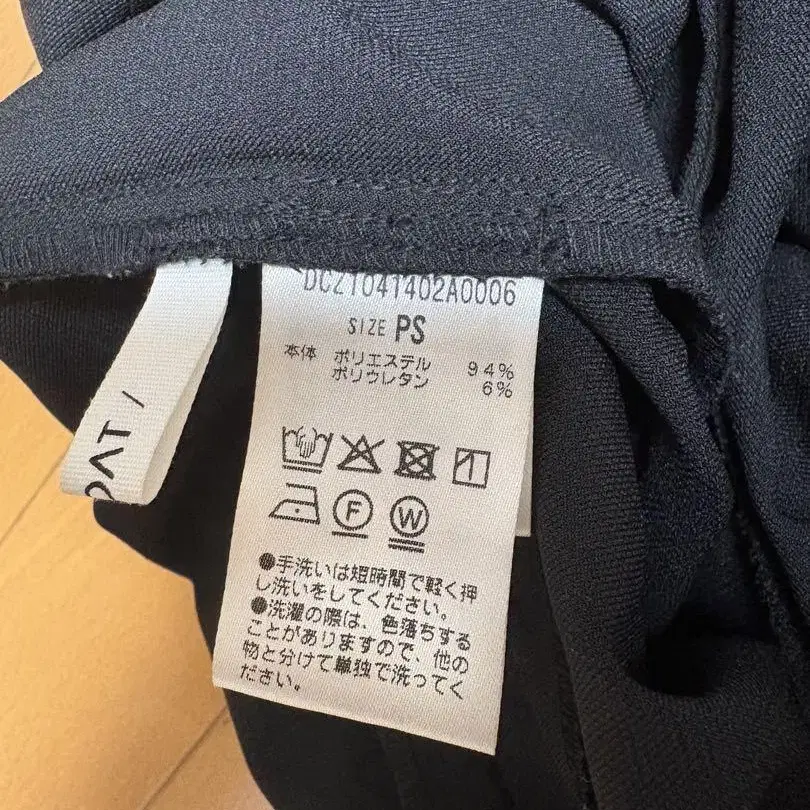 DC21041402A0006
SIZE PS
本体 ポリエステル 94%
ポリウレタン 6%
F W
●手洗いは短時間で軽く押
し洗いをしてください。
●洗濯の際は、色落ちする
ことがありますので、他の
物と分けて単独で洗ってく
ださい。